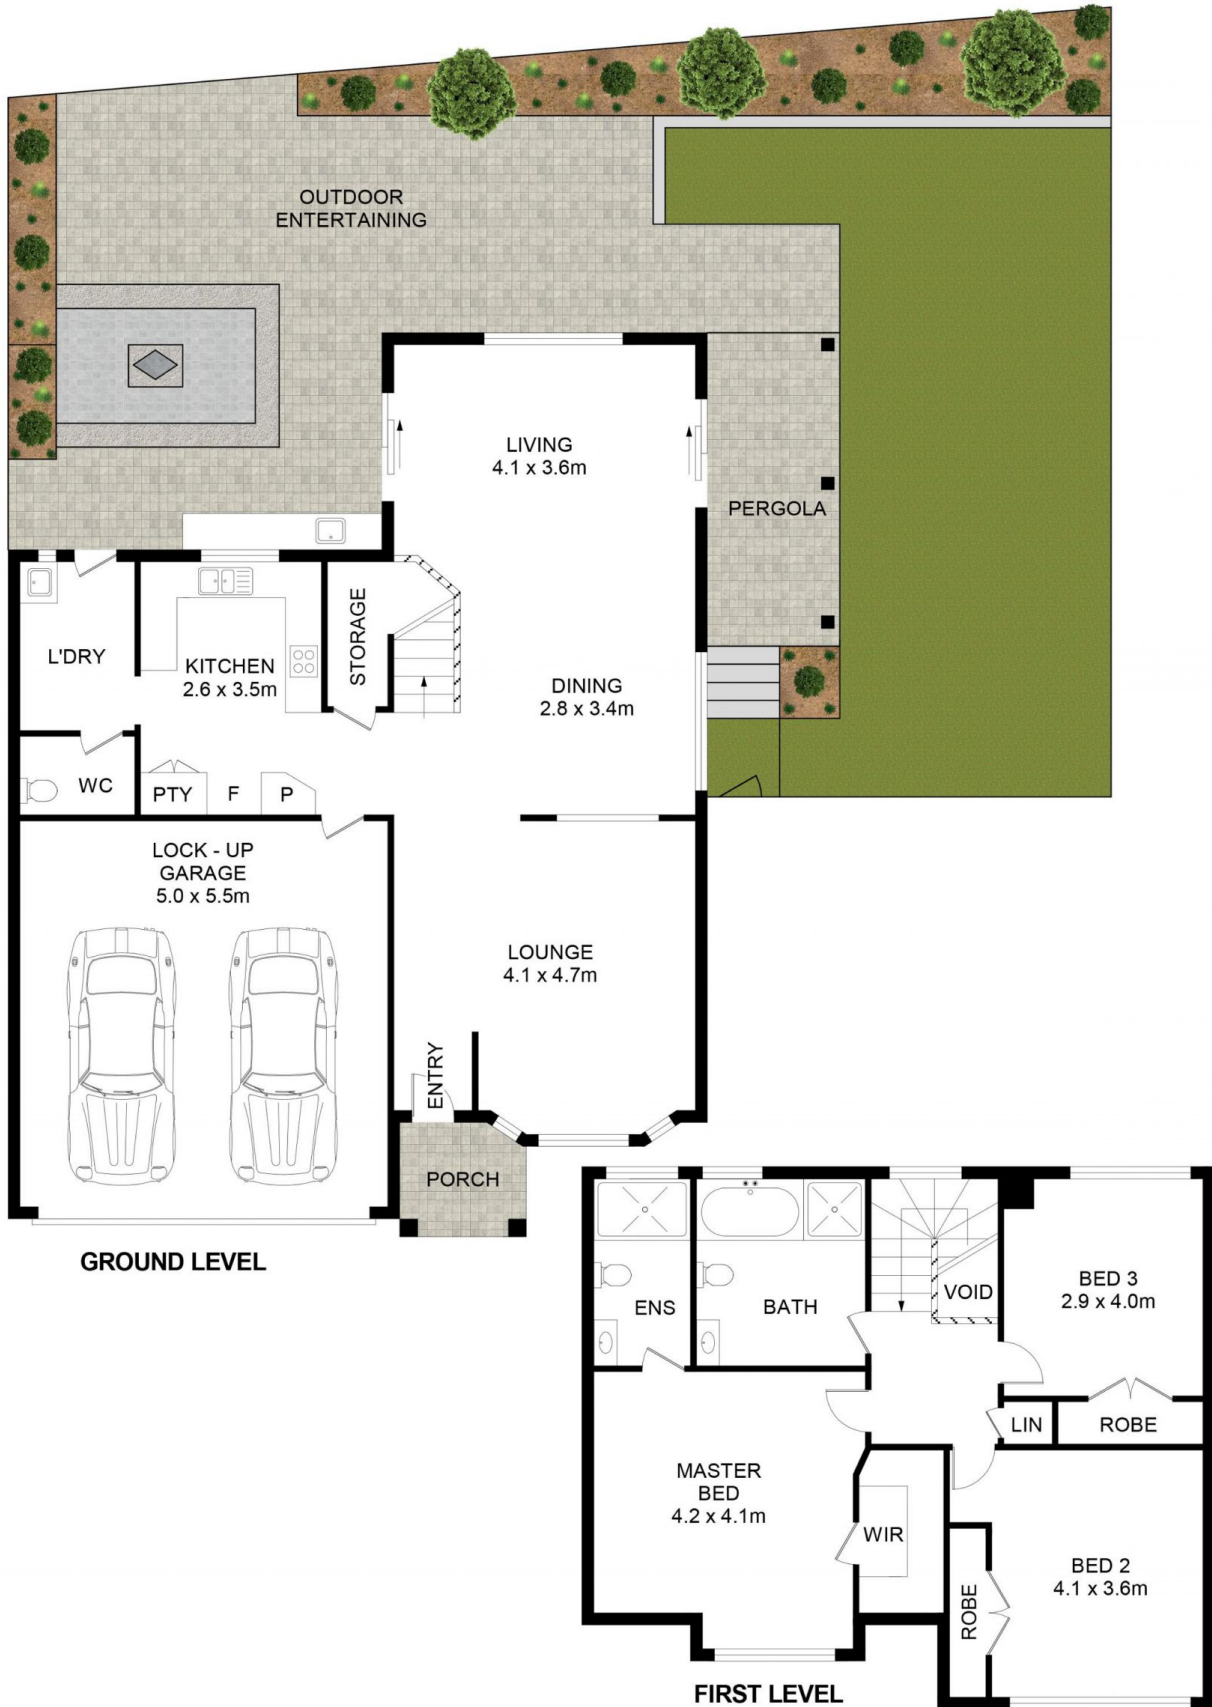 OUTDOOR
ENTERTAINING
LIVING
4.1 x 3.6m
PERGOLA
STORAGE
L'DRY
KITCHEN
2.6 x 3.5m
DINING
2.8 x 3.4m
WC
PTY
F
P
LOCK - UP
GARAGE
5.0 x 5.5m
LOUNGE
4.1 x 4.7m
ENTRY
PORCH
GROUND LEVEL
ENS
BATH
VOID
BED 3
2.9 x 4.0m
LIN
ROBE
MASTER
BED
4.2 x 4.1m
WIR
BED 2
4.1 x 3.6m
ROBE
FIRST LEVEL